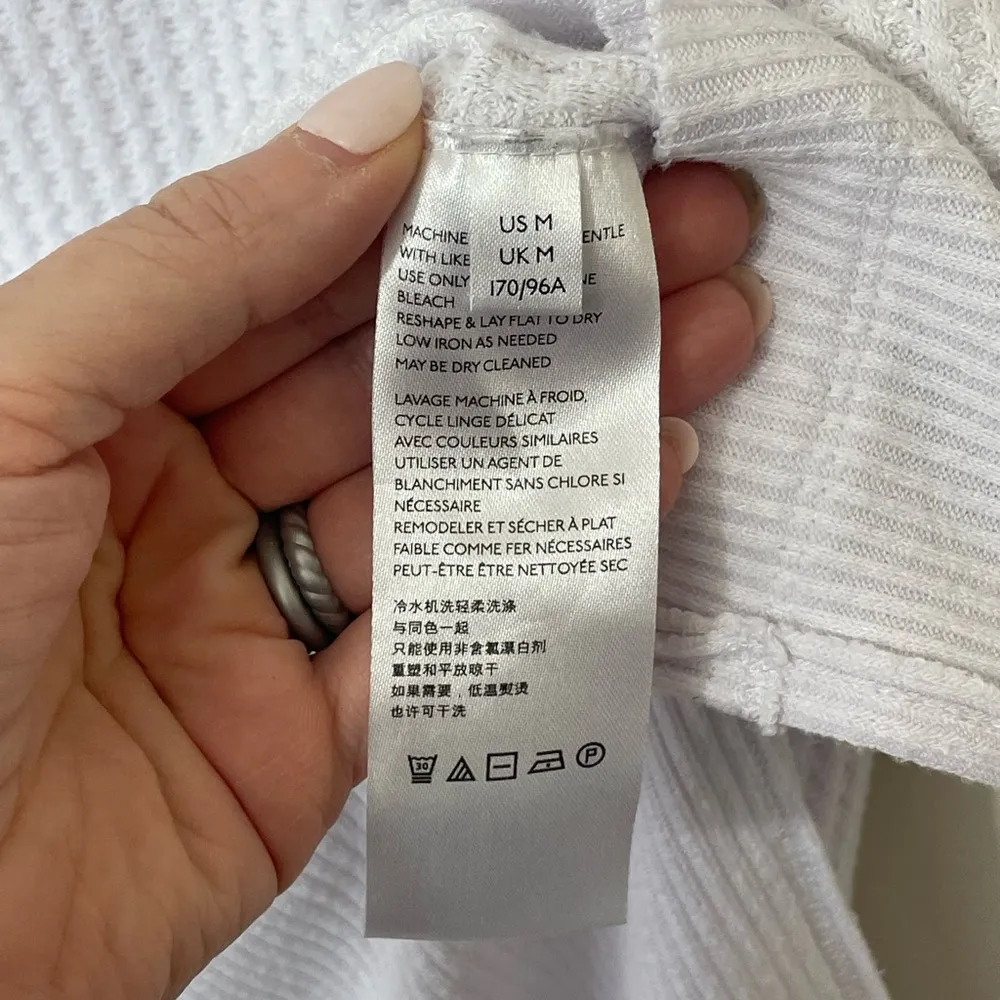 US M
UK M
170/96A
MACHINE ENTLE
WITH LIKE
USE ONLY NE
BLEACH
RESHAPE & LAY FLAT TO DRY
LOW IRON AS NEEDED
MAY BE DRY CLEANED
LAVAGE MACHINE À FROID,
CYCLE LINGE DÉLICAT
AVEC COULEURS SIMILAIRES
UTILISER UN AGENT DE
BLANCHIMENT SANS CHLORE SI
NÉCESSAIRE
REMODELER ET SÉCHER À PLAT
FAIBLE COMME FER NÉCESSAIRES
PEUT-ÊTRE ÊTRE NETTOYÉE SEC
冷水机洗轻柔洗涤
与同色一起
只能使用非含氯漂白剂
重塑和平放晾干
如果需要，低温熨烫
也许可干洗
30
P